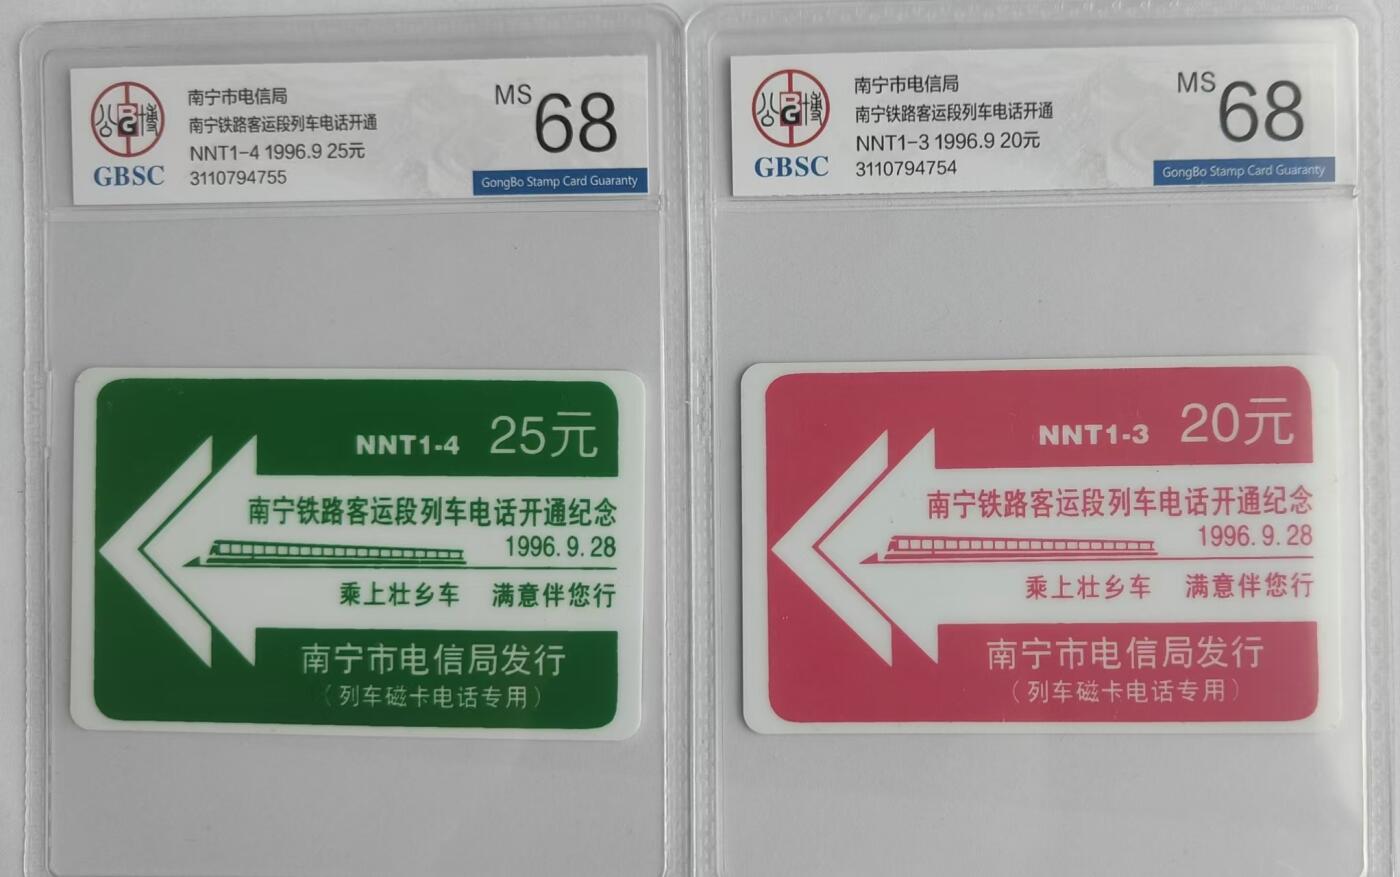 公博
BG
GBSC
南宁市电信局
南宁铁路客运段列车电话开通
NNT1-4 1996.9 25元
3110794755
MS 68
GongBo Stamp Card Guaranty
NNT1-4 25元
南宁铁路客运段列车电话开通纪念
1996.9.28
乘上壮乡车 满意伴您行
南宁市电信局发行
（列车磁卡电话专用）
公博
BG
GBSC
南宁市电信局
南宁铁路客运段列车电话开通
NNT1-3 1996.9 20元
3110794754
MS 68
GongBo Stamp Card Guaranty
NNT1-3 20元
南宁铁路客运段列车电话开通纪念
1996.9.28
乘上壮乡车 满意伴您行
南宁市电信局发行
（列车磁卡电话专用）